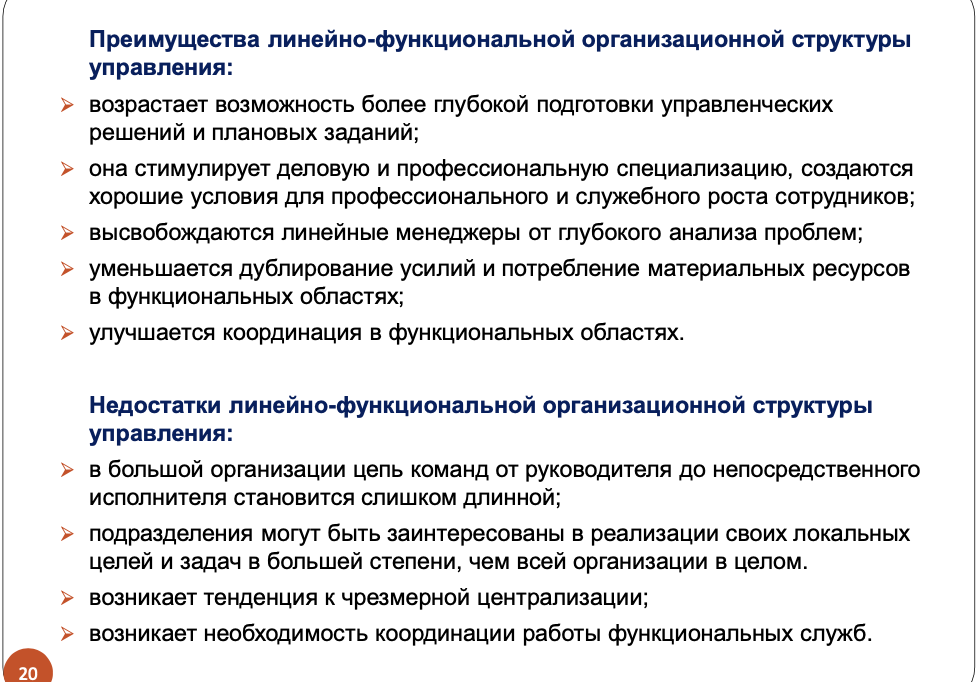 Преимущества линейно-функциональной организационной структуры
управления:
возрастает возможность более глубокой подготовки управленческих
решений и плановых заданий;
она стимулирует деловую и профессиональную специализацию, создаются
хорошие условия для профессионального и служебного роста сотрудников;
высвобождаются линейные менеджеры от глубокого анализа проблем;
уменьшается дублирование усилий и потребление материальных ресурсов
в функциональных областях;
улучшается координация в функциональных областях.
Недостатки линейно-функциональной организационной структуры
управления:
в большой организации цепь команд от руководителя до непосредственного
исполнителя становится слишком длинной;
подразделения могут быть заинтересованы в реализации своих локальных
целей и задач в большей степени, чем всей организации в целом.
возникает тенденция к чрезмерной централизации;
возникает необходимость координации работы функциональных служб.
20